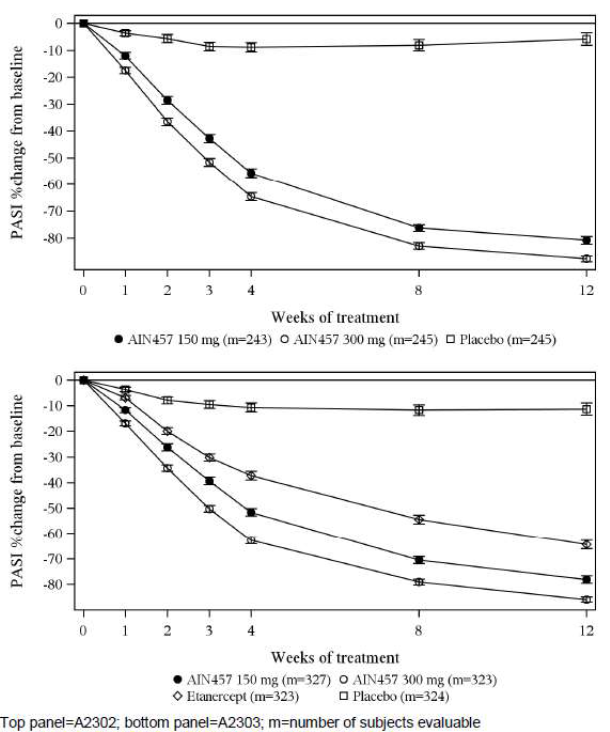 PASI %change from baseline
0
-10
-20
-30
-40
-50
-60
-70
-80
0 1 2 3 4 8 12
Weeks of treatment
● AIN457 150 mg (m=243) ○ AIN457 300 mg (m=245) □ Placebo (m=245)
PASI %change from baseline
0
-10
-20
-30
-40
-50
-60
-70
-80
0 1 2 3 4 8 12
Weeks of treatment
● AIN457 150 mg (m=327) ○ AIN457 300 mg (m=323)
◇ Etanercept (m=323) □ Placebo (m=324)
Top panel=A2302; bottom panel=A2303; m=number of subjects evaluable